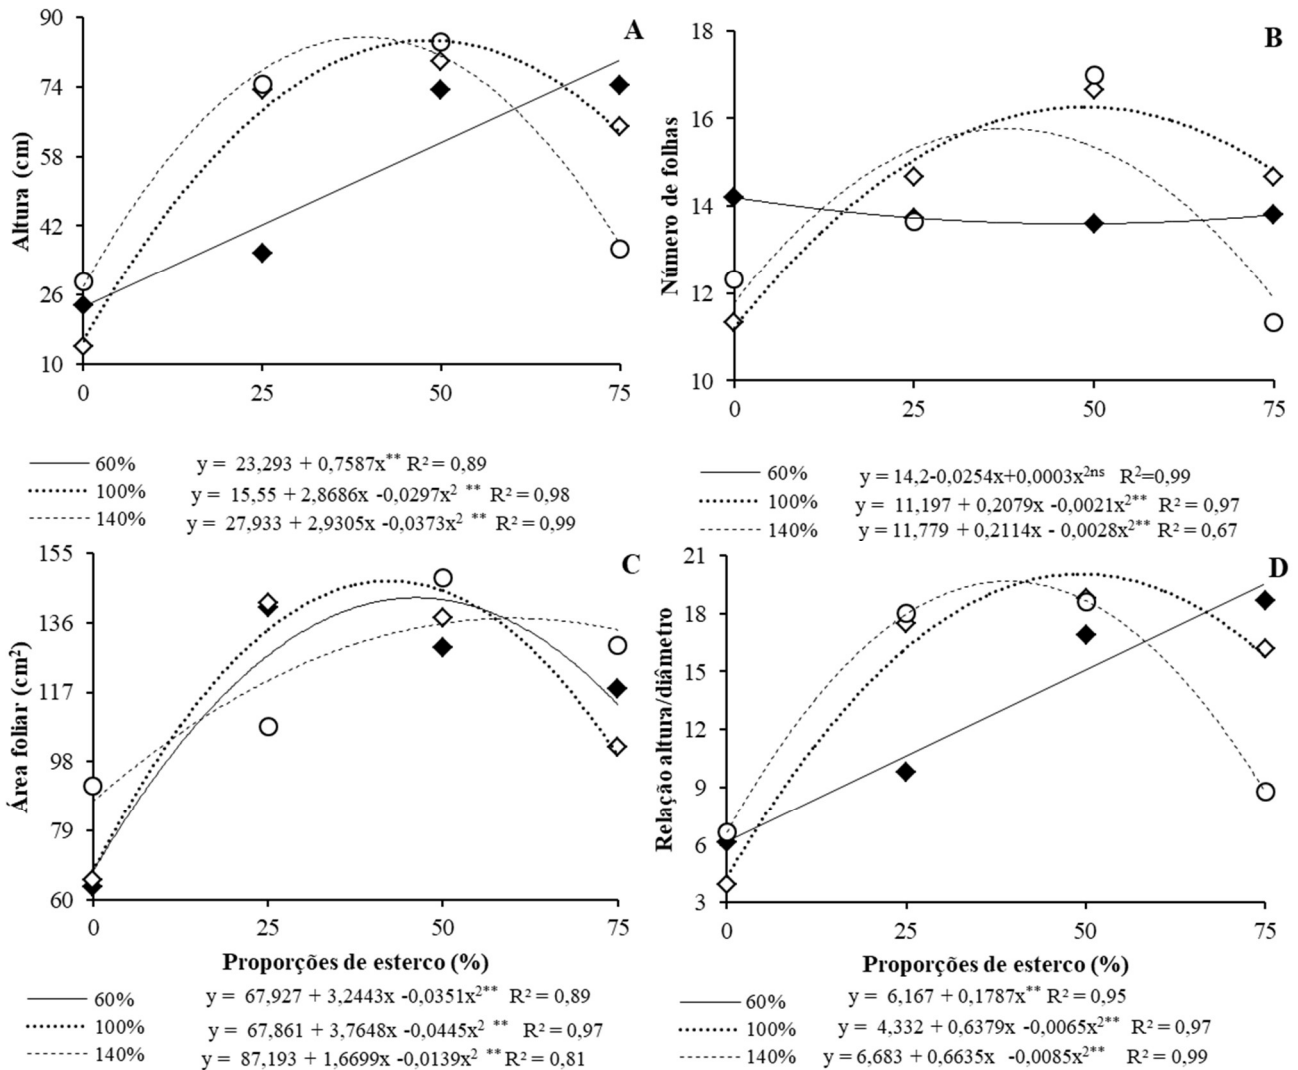 A
Altura (cm)
90
74
58
42
26
10
0 25 50 75
60% y = 23,293 + 0,7587x** R² = 0,89
100% y = 15,55 + 2,8686x -0,0297x² ** R² = 0,98
140% y = 27,933 + 2,9305x -0,0373x² ** R² = 0,99
B
Número de folhas
18
16
14
12
10
0 25 50 75
60% y = 14,2-0,0254x+0,0003x²ⁿˢ R²=0,99
100% y = 11,197 + 0,2079x -0,0021x²** R² = 0,97
140% y = 11,779 + 0,2114x - 0,0028x²** R² = 0,67
C
Área foliar (cm²)
155
136
117
98
79
60
0 25 50 75
Proporções de esterco (%)
60% y = 67,927 + 3,2443x -0,0351x²** R² = 0,89
100% y = 67,861 + 3,7648x -0,0445x² ** R² = 0,97
140% y = 87,193 + 1,6699x -0,0139x² ** R² = 0,81
D
Relação altura/diâmetro
21
18
15
12
9
6
3
0 25 50 75
Proporções de esterco (%)
60% y = 6,167 + 0,1787x** R² = 0,95
100% y = 4,332 + 0,6379x -0,0065x²** R² = 0,97
140% y = 6,683 + 0,6635x -0,0085x²** R² = 0,99